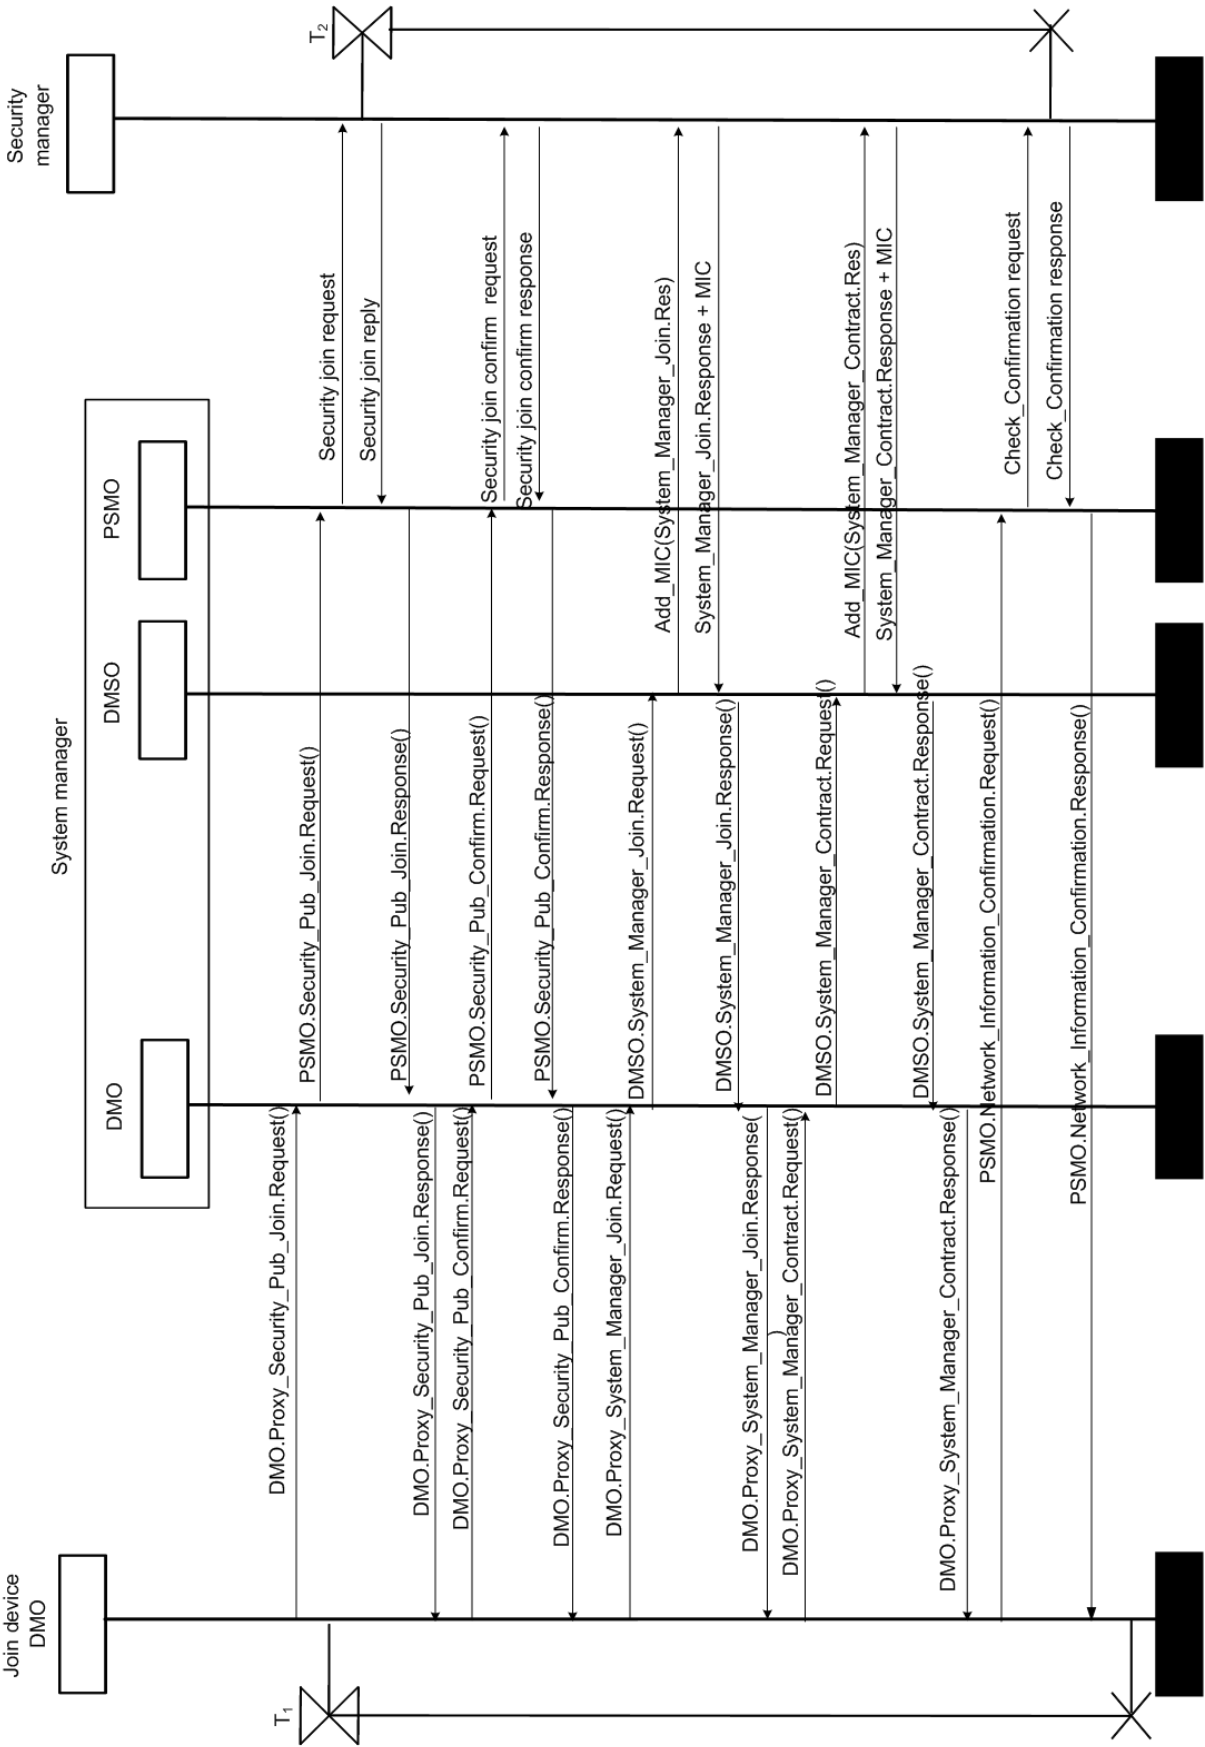 Join device
DMO
System manager
DMO
DMSO
PSMO
Security
manager
T1
T2
DMO.Proxy_Security_Pub_Join.Request()
PSMO.Security_Pub_Join.Request()
Security join request
Security join reply
PSMO.Security_Pub_Join.Response()
DMO.Proxy_Security_Pub_Join.Response()
DMO.Proxy_Security_Pub_Confirm.Request()
PSMO.Security_Pub_Confirm.Request()
Security join confirm request
Security join confirm response
PSMO.Security_Pub_Confirm.Response()
DMO.Proxy_Security_Pub_Confirm.Response()
DMO.Proxy_System_Manager_Join.Request()
DMSO.System_Manager_Join.Request()
Add_MIC(System_Manager_Join.Res)
System_Manager_Join.Response + MIC
DMSO.System_Manager_Join.Response()
DMO.Proxy_System_Manager_Join.Response(
)
DMO.Proxy_System_Manager_Contract.Request()
DMSO.System_Manager_Contract.Request()
Add_MIC(System_Manager_Contract.Res)
System_Manager_Contract.Response + MIC
DMSO.System_Manager_Contract.Response()
DMO.Proxy_System_Manager_Contract.Response()
PSMO.Network_Information_Confirmation.Request()
Check_Confirmation request
Check_Confirmation response
PSMO.Network_Information_Confirmation.Response()